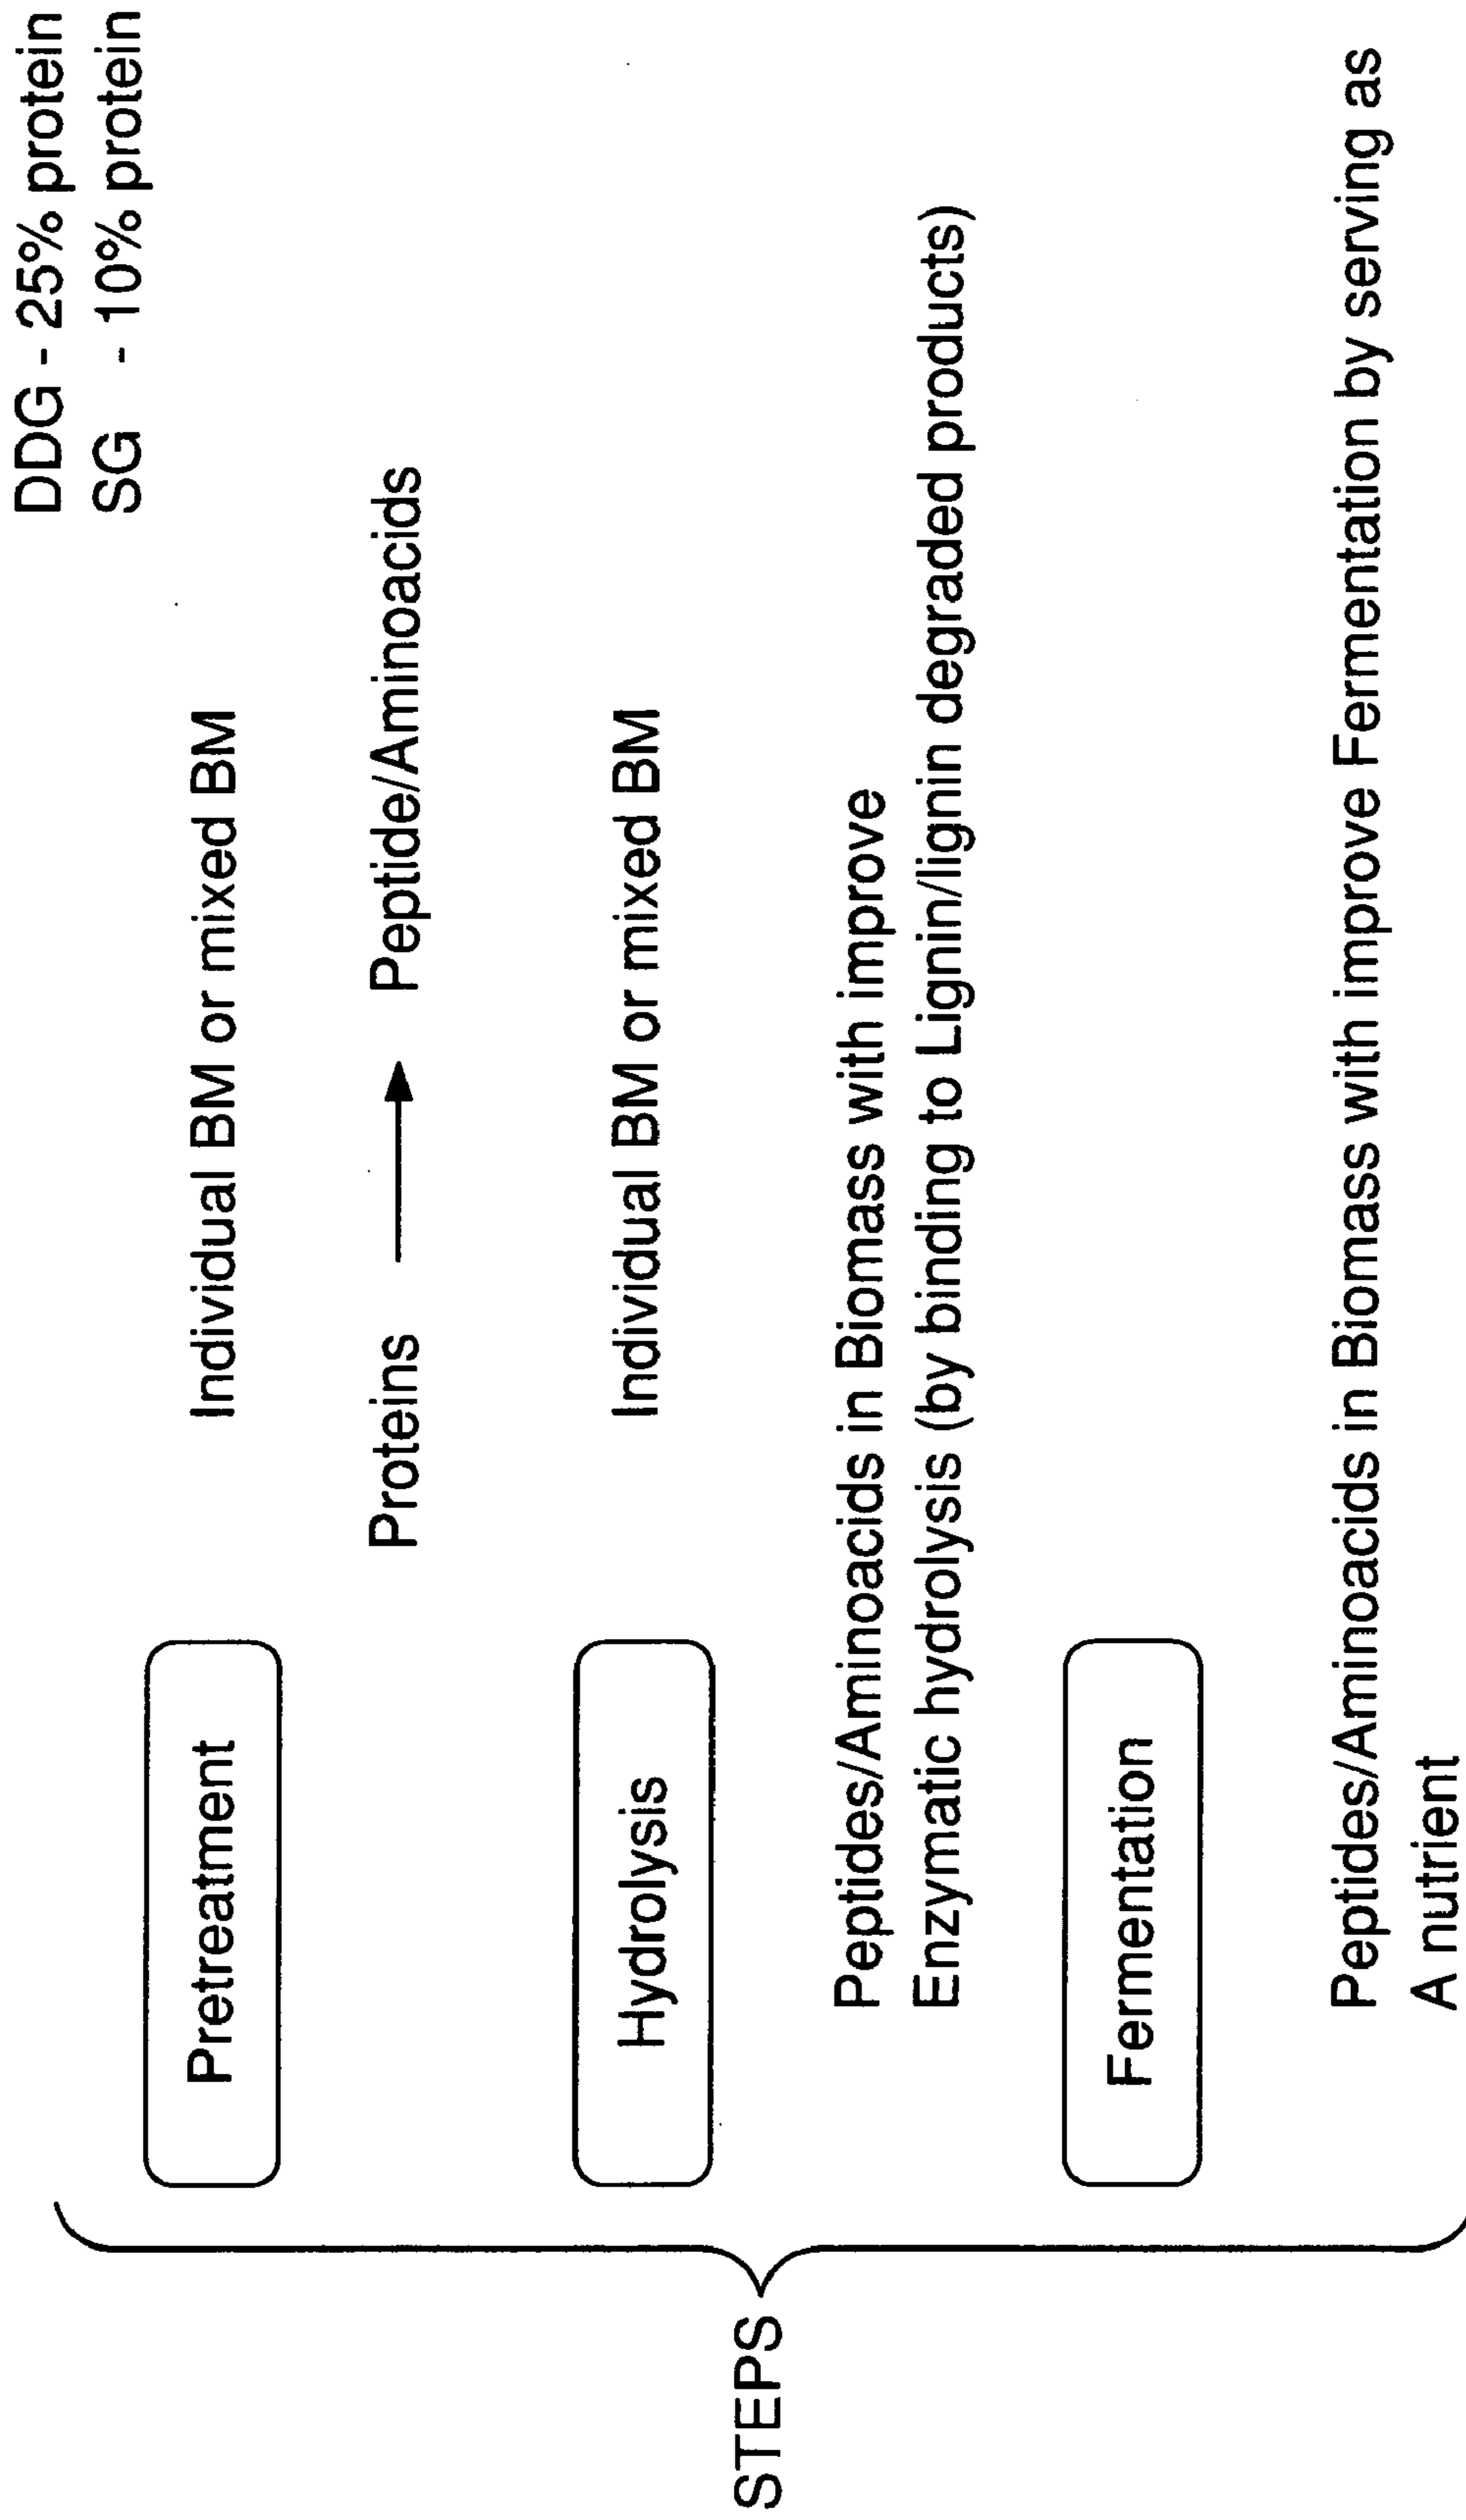 DDG - 25% protein
SG - 10% protein
STEPS
Pretreatment
Individual BM or mixed BM
Proteins
Peptide/Aminoacids
Hydrolysis
Individual BM or mixed BM
Peptides/Aminoacids in Biomass with improve
Enzymatic hydrolysis (by binding to Lignin/lignin degraded products)
Fermentation
Peptides/Aminoacids in Biomass with improve Fermentation by serving as
A nutrient